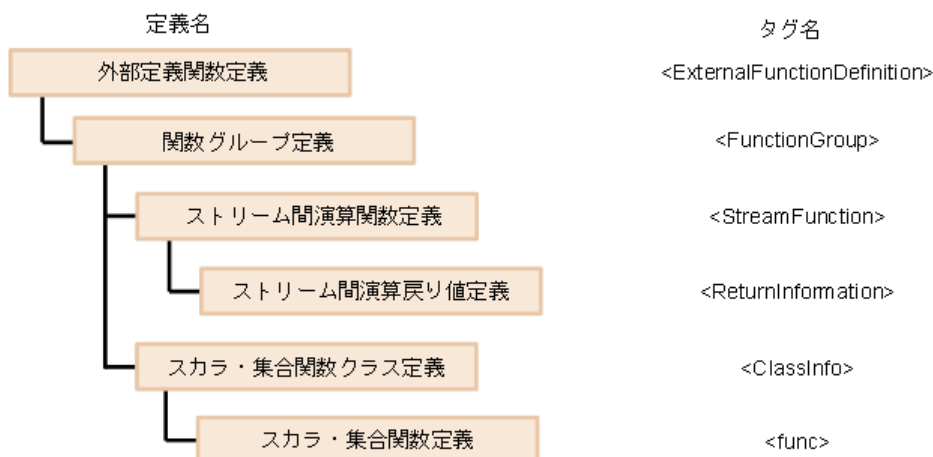 定義名 タグ名
外部定義関数定義 <ExternalFunctionDefinition>
関数グループ定義 <FunctionGroup>
ストリーム間演算関数定義 <StreamFunction>
ストリーム間演算戻り値定義 <ReturnInformation>
スカラ・集合関数クラス定義 <ClassInfo>
スカラ・集合関数定義 <func>